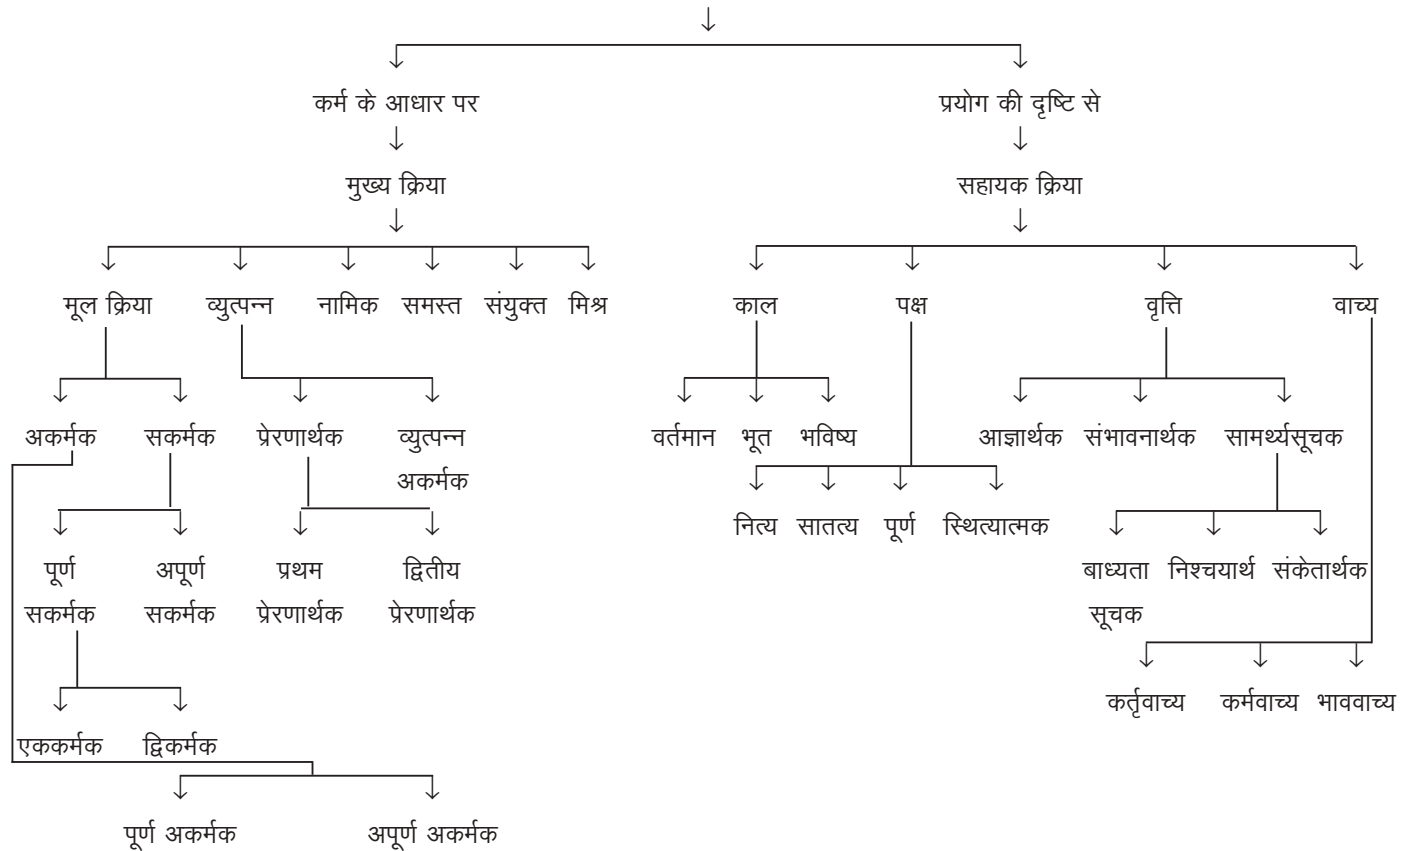 कर्म के आधार पर प्रयोग की दृष्टि से
मुख्य क्रिया सहायक क्रिया
मूल क्रिया व्युत्पन्न नामिक समस्त संयुक्त मिश्र काल पक्ष वृत्ति वाच्य
अकर्मक सकर्मक प्रेरणार्थक व्युत्पन्न वर्तमान भूत भविष्य आज्ञार्थक संभावनार्थक सामर्थ्यसूचक
अकर्मक
नित्य सातत्य पूर्ण स्थित्यात्मक
पूर्ण अपूर्ण प्रथम द्वितीय बाध्यता निश्चयार्थ संकेतार्थक
सकर्मक सकर्मक प्रेरणार्थक प्रेरणार्थक सूचक
कर्तृवाच्य कर्मवाच्य भाववाच्य
एककर्मक द्विकर्मक
पूर्ण अकर्मक अपूर्ण अकर्मक